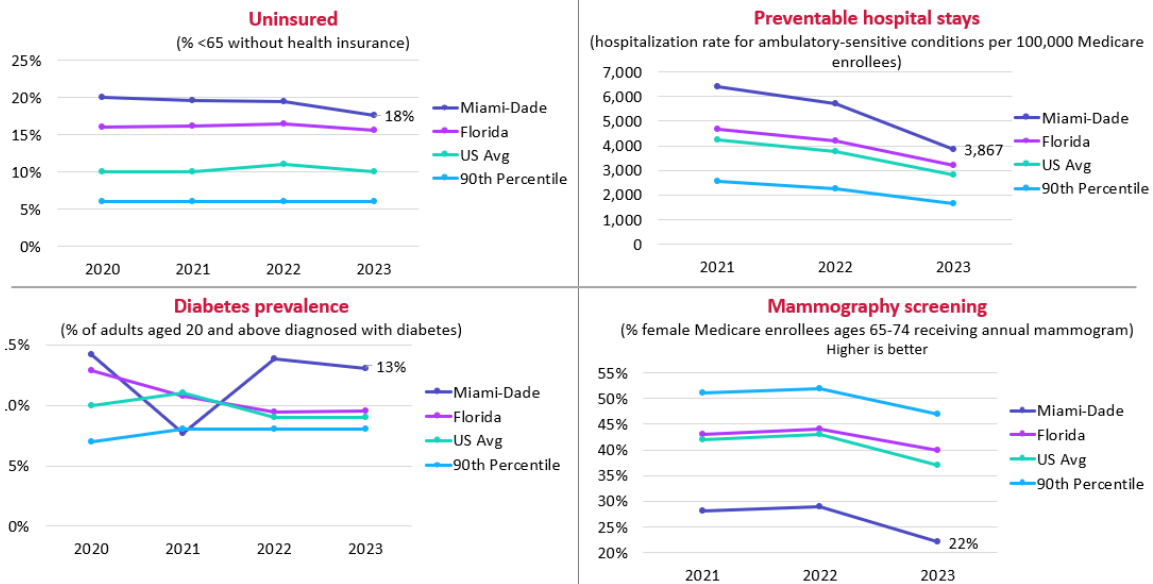 Uninsured
(% <65 without health insurance)
25%
20%
15%
10%
5%
0%
18%
2020 2021 2022 2023
Miami-Dade
Florida
US Avg
90th Percentile
Preventable hospital stays
(hospitalization rate for ambulatory-sensitive conditions per 100,000 Medicare
enrollees)
7,000
6,000
5,000
4,000
3,000
2,000
1,000
0
3,867
2021 2022 2023
Miami-Dade
Florida
US Avg
90th Percentile
Diabetes prevalence
(% of adults aged 20 and above diagnosed with diabetes)
.5%
.0%
5%
0%
13%
2020 2021 2022 2023
Miami-Dade
Florida
US Avg
90th Percentile
Mammography screening
(% female Medicare enrollees ages 65-74 receiving annual mammogram)
Higher is better
55%
50%
45%
40%
35%
30%
25%
20%
22%
2021 2022 2023
Miami-Dade
Florida
US Avg
90th Percentile